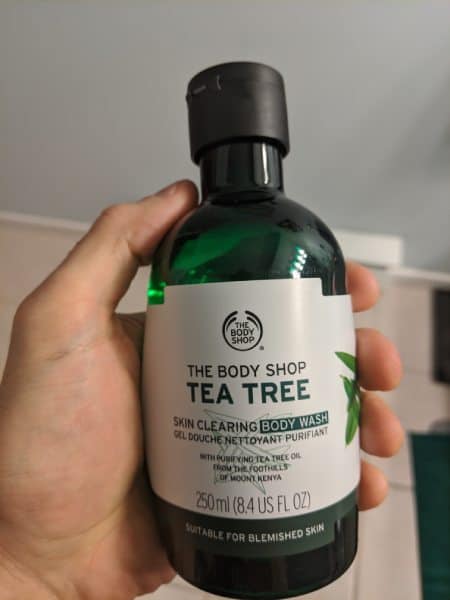 THE
BODY
SHOP
®
THE BODY SHOP
TEA TREE
SKIN CLEARING BODY WASH
GEL DOUCHE NETTOYANT PURIFIANT
WITH PURIFYING TEA TREE OIL
FROM THE FOOTHILLS
OF MOUNT KENYA
250 ml (8.4 US FL OZ)
SUITABLE FOR BLEMISHED SKIN